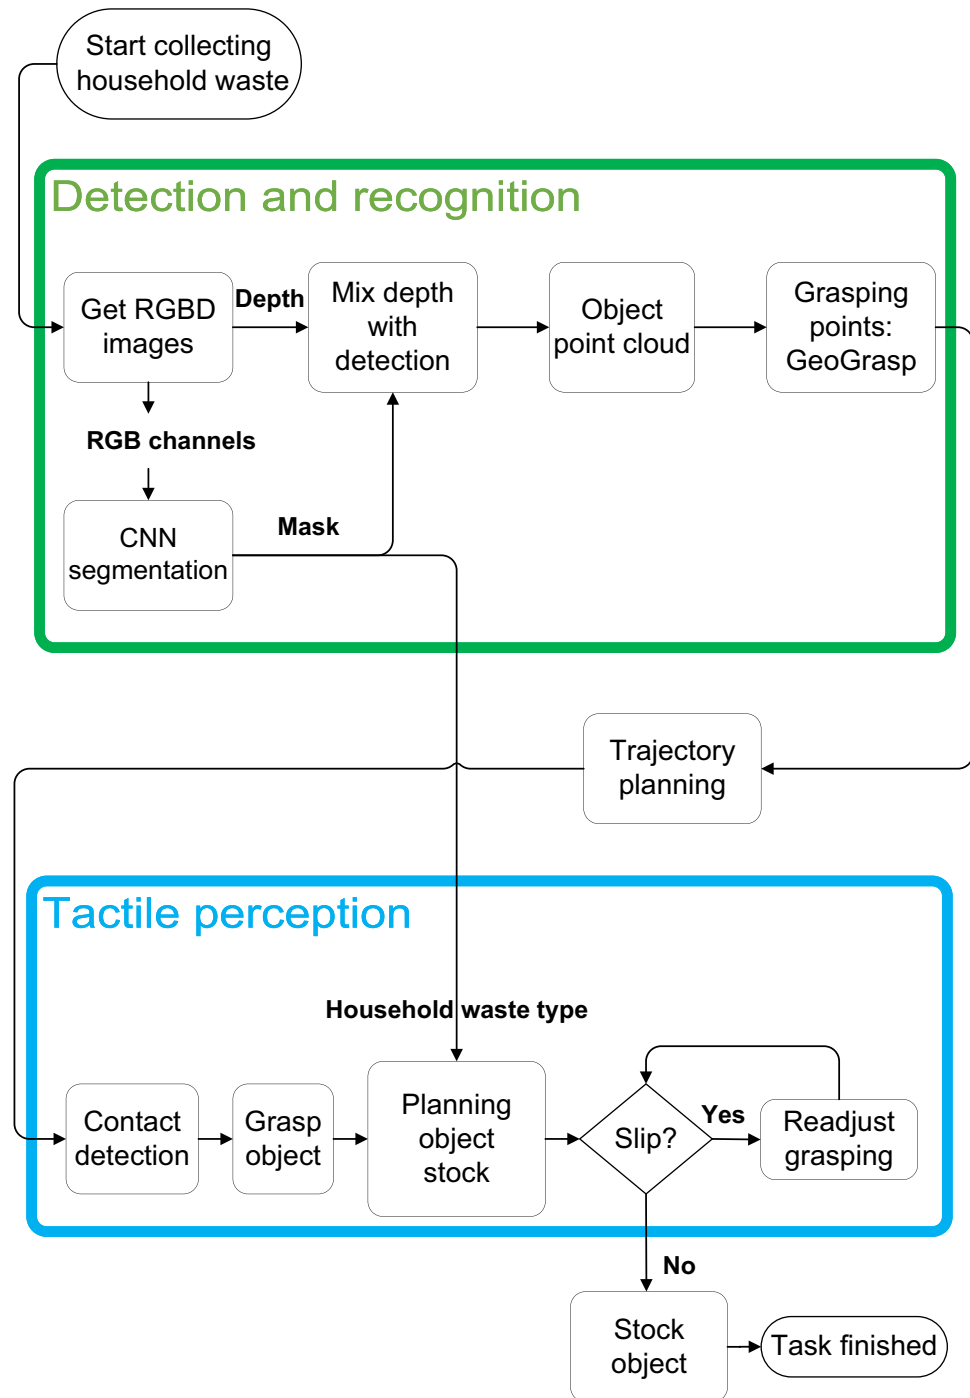 Start collecting
household waste
Detection and recognition
Get RGBD
images
Depth
Mix depth
with
detection
Object
point cloud
Grasping
points:
GeoGrasp
RGB channels
CNN
segmentation
Mask
Trajectory
planning
Tactile perception
Household waste type
Contact
detection
Grasp
object
Planning
object
stock
Slip?
Yes
Readjust
grasping
No
Stock
object
Task finished